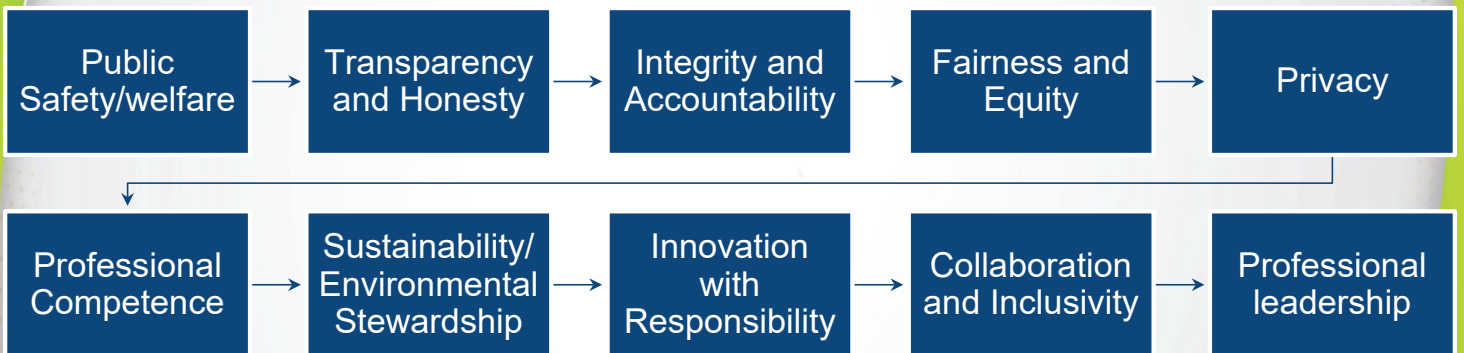 Public
Safety/welfare
Transparency
and Honesty
Integrity and
Accountability
Fairness and
Equity
Privacy
Professional
Competence
Sustainability/
Environmental
Stewardship
Innovation
with
Responsibility
Collaboration
and Inclusivity
Professional
leadership